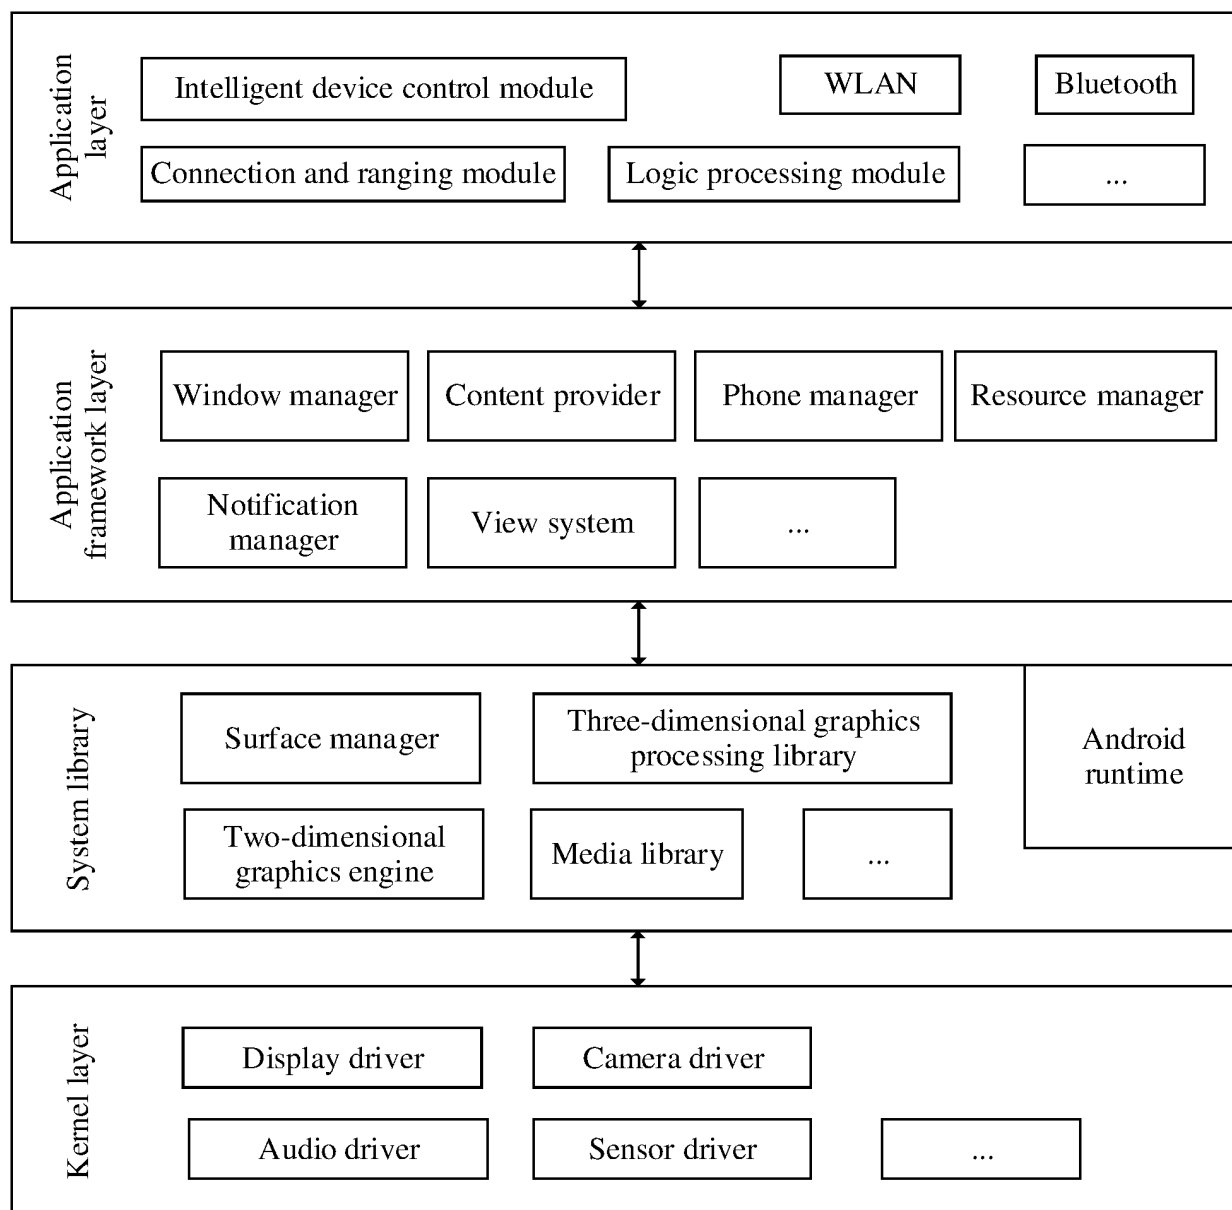 Application
layer
Intelligent device control module
WLAN
Bluetooth
Connection and ranging module
Logic processing module
...
Application
framework layer
Window manager
Content provider
Phone manager
Resource manager
Notification
manager
View system
...
System library
Surface manager
Three-dimensional graphics
processing library
Android
runtime
Two-dimensional
graphics engine
Media library
...
Kernel layer
Display driver
Camera driver
Audio driver
Sensor driver
...